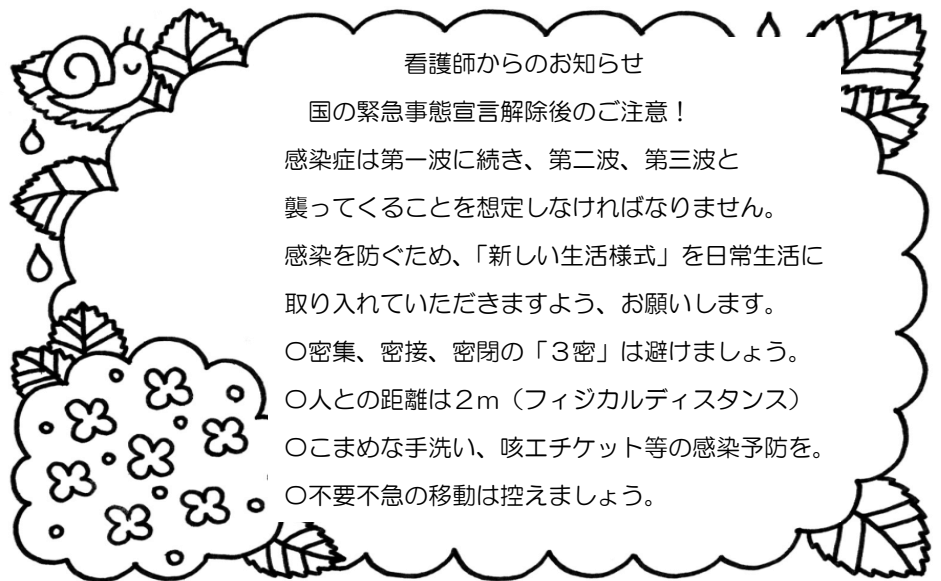 看護師からのお知らせ
国の緊急事態宣言解除後のご注意！
感染症は第一波に続き、第二波、第三波と
襲ってくることを想定しなければなりません。
感染を防ぐため、「新しい生活様式」を日常生活に
取り入れていただきますよう、お願いします。
〇密集、密接、密閉の「３密」は避けましょう。
〇人との距離は２ｍ（フィジカルディスタンス）
〇こまめな手洗い、咳エチケット等の感染予防を。
〇不要不急の移動は控えましょう。